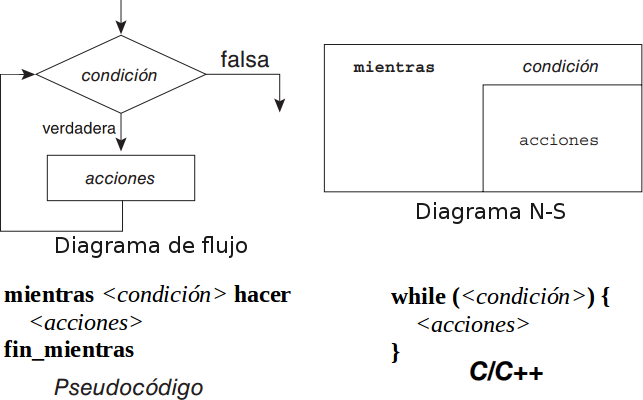 condición
falsa
verdadera
acciones
Diagrama de flujo
mientras condición
acciones
Diagrama N-S
mientras <condición> hacer
<acciones>
fin_mientras
Pseudocódigo
while (<condición>) {
<acciones>
}
C/C++